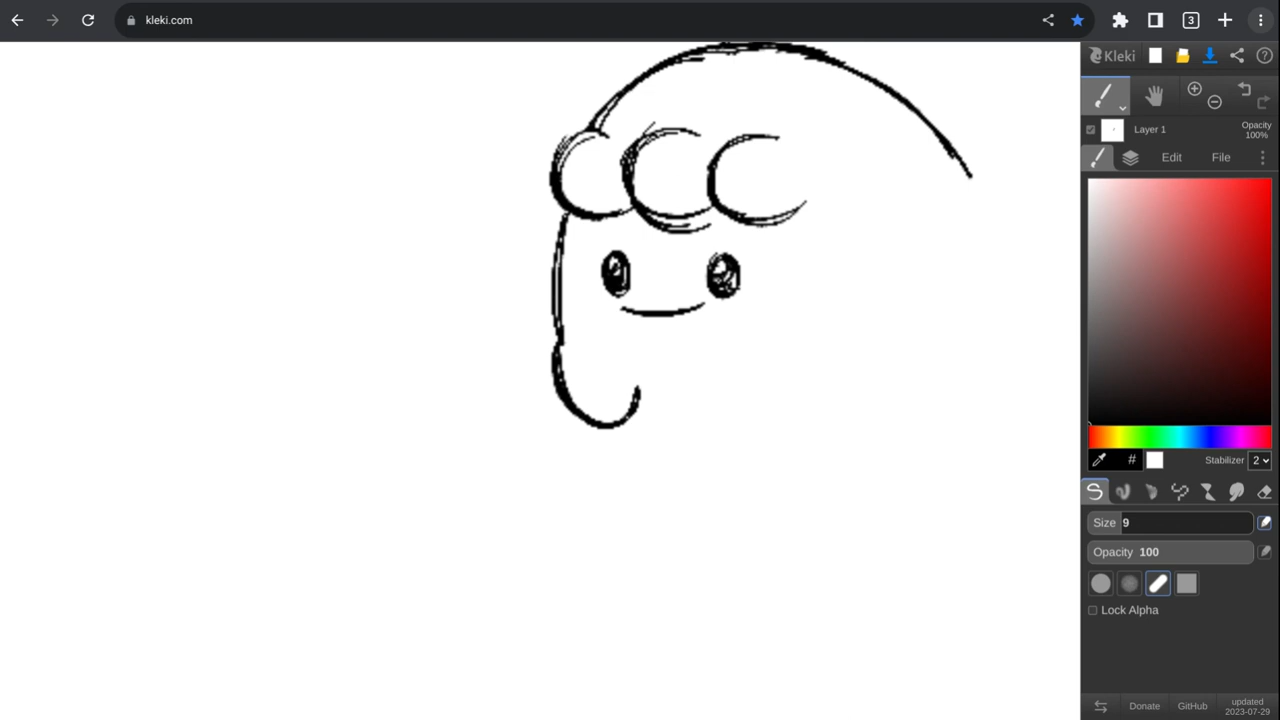 kleki.com
3
Kleki
Layer 1
Opacity
100%
Edit
File
#
Stabilizer
2
Size 9
Opacity 100
Lock Alpha
Donate
GitHub
updated
2023-07-29